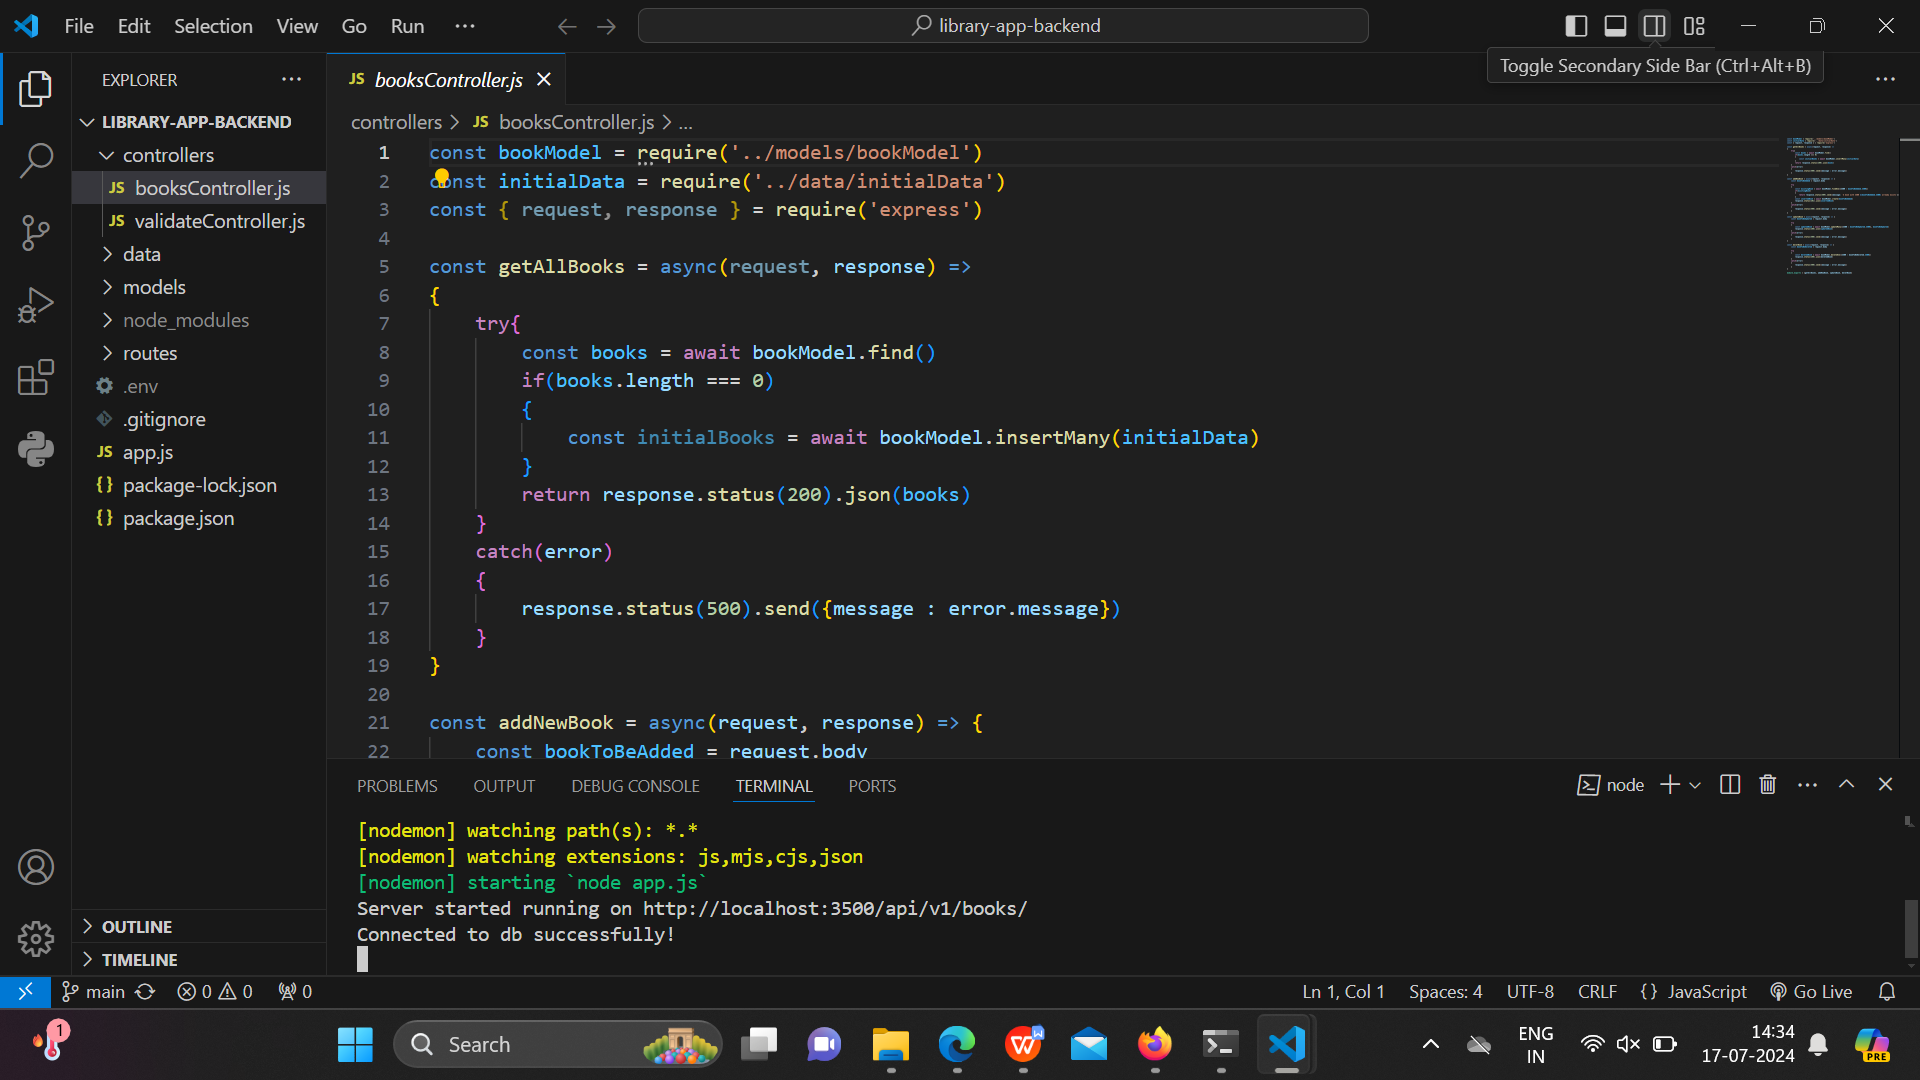 File Edit Selection View Go Run ···
library-app-backend
Toggle Secondary Side Bar (Ctrl+Alt+B)
EXPLORER
LIBRARY-APP-BACKEND
controllers
JS booksController.js
JS validateController.js
data
models
node_modules
routes
.env
.gitignore
JS app.js
{} package-lock.json
{} package.json
OUTLINE
TIMELINE
JS booksController.js
controllers > JS booksController.js > ...
1 const bookModel = require('../models/bookModel')
2 const initialData = require('../data/initialData')
3 const { request, response } = require('express')
4
5 const getAllBooks = async(request, response) =>
6 {
7 try{
8 const books = await bookModel.find()
9 if(books.length === 0)
10 {
11 const initialBooks = await bookModel.insertMany(initialData)
12 }
13 return response.status(200).json(books)
14 }
15 catch(error)
16 {
17 response.status(500).send({message : error.message})
18 }
19 }
20
21 const addNewBook = async(request, response) => {
22 const bookToBeAdded = request.body
PROBLEMS OUTPUT DEBUG CONSOLE TERMINAL PORTS
node
[nodemon] watching path(s): *.*
[nodemon] watching extensions: js,mjs,cjs,json
[nodemon] starting `node app.js`
Server started running on http://localhost:3500/api/v1/books/
Connected to db successfully!
main 0 0 0
Ln 1, Col 1 Spaces: 4 UTF-8 CRLF {} JavaScript Go Live
1
Search
ENG
IN
14:34
17-07-2024
PRE